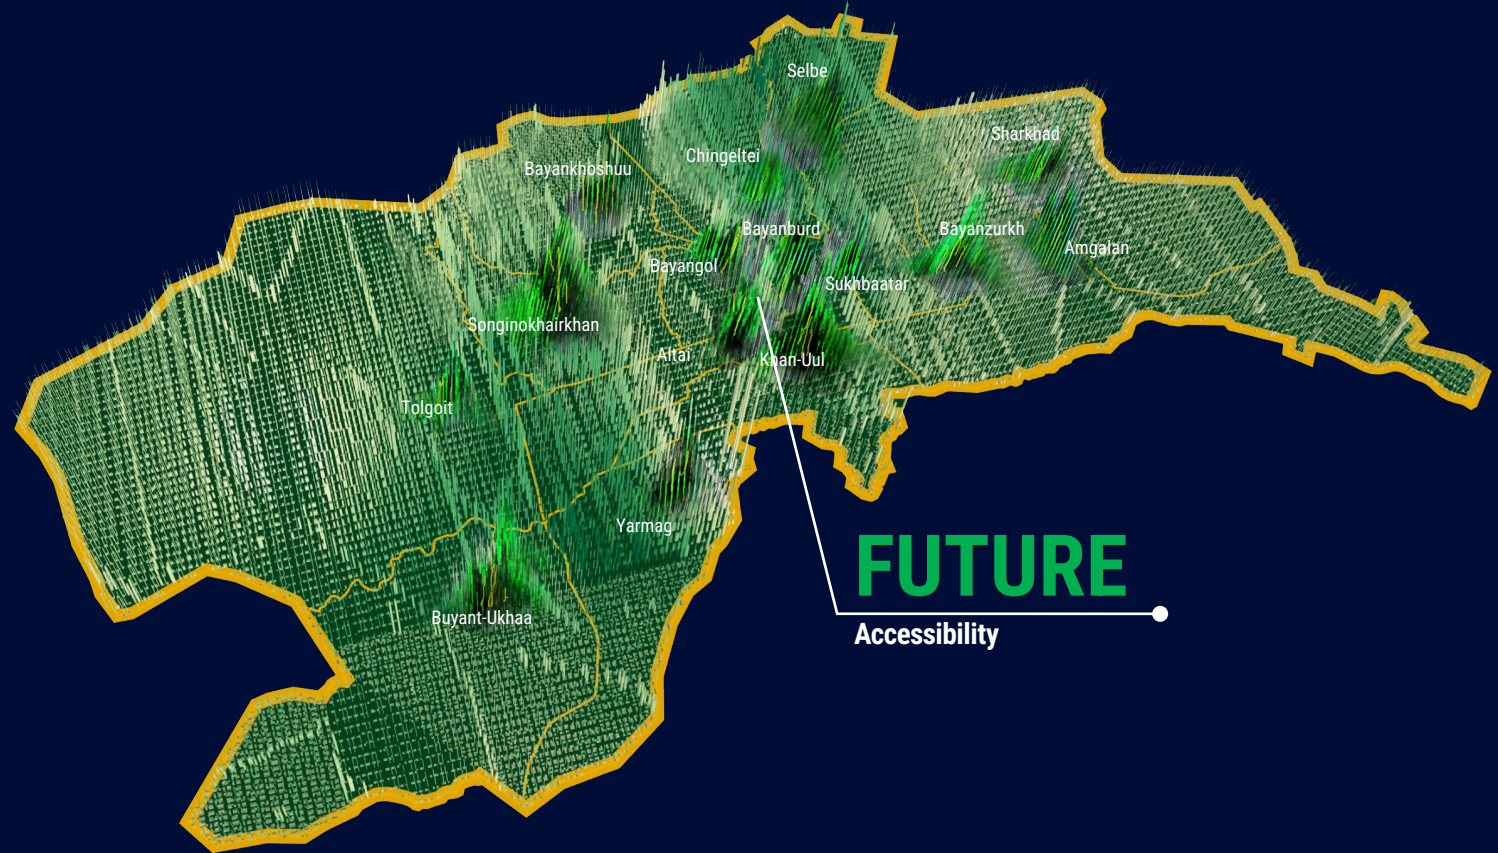 Selbe
Sharkhad
Chingeltei
Bayankhoshuu
Bayanburd
Bayanzurkh
Amgalan
Bayangol
Sukhbaatar
Songinokhairkhan
Altai
Khan-Uul
Tolgoit
Yarmag
FUTURE
Buyant-Ukhaa
Accessibility